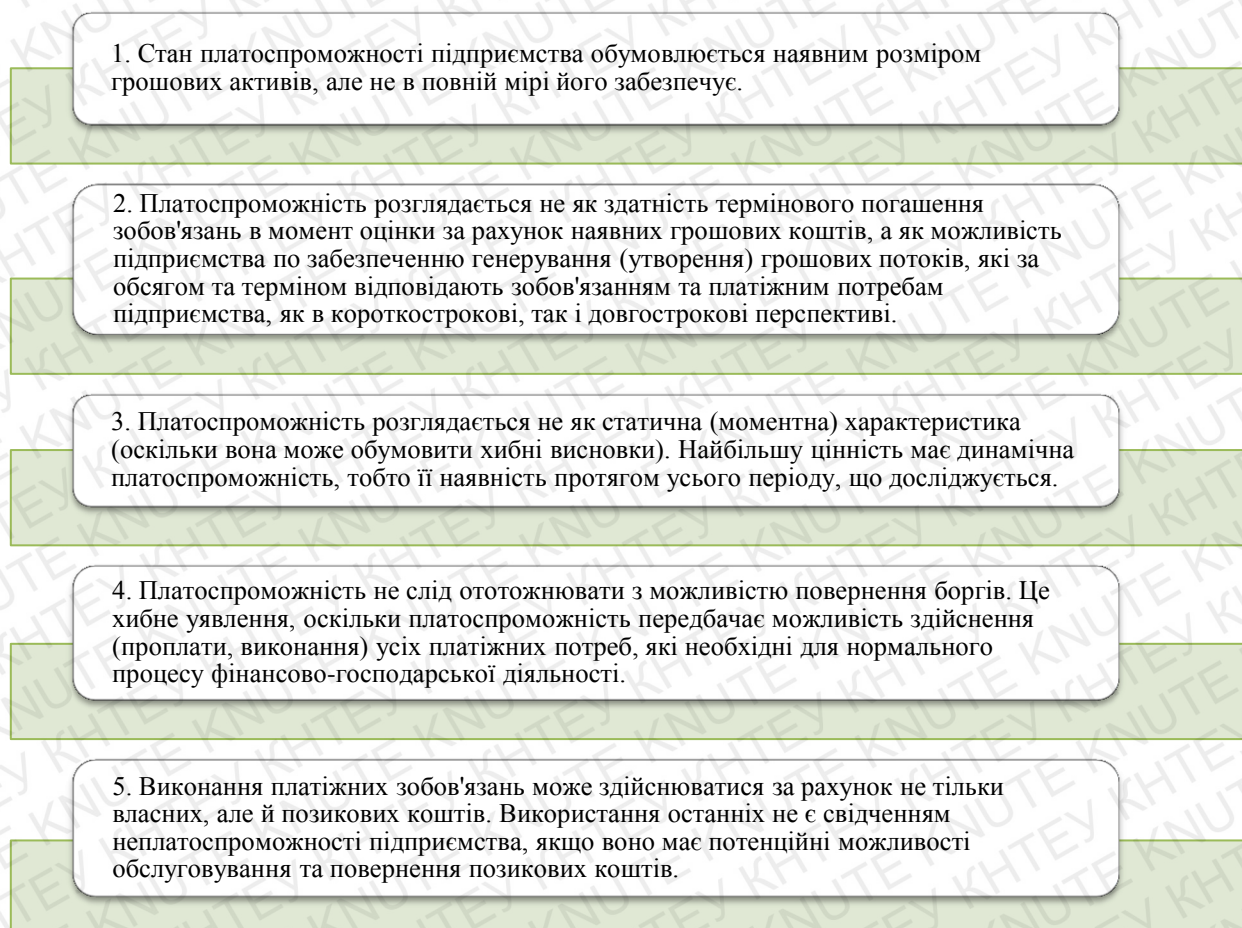 1. Стан платоспроможності підприємства обумовлюється наявним розміром
грошових активів, але не в повній мірі його забезпечує.
2. Платоспроможність розглядається не як здатність термінового погашення
зобов'язань в момент оцінки за рахунок наявних грошових коштів, а як можливість
підприємства по забезпеченню генерування (утворення) грошових потоків, які за
обсягом та терміном відповідають зобов'язанням та платіжним потребам
підприємства, як в короткострокові, так і довгострокові перспективі.
3. Платоспроможність розглядається не як статична (моментна) характеристика
(оскільки вона може обумовити хибні висновки). Найбільшу цінність має динамічна
платоспроможність, тобто її наявність протягом усього періоду, що досліджується.
4. Платоспроможність не слід ототожнювати з можливістю повернення боргів. Це
хибне уявлення, оскільки платоспроможність передбачає можливість здійснення
(проплати, виконання) усіх платіжних потреб, які необхідні для нормального
процесу фінансово-господарської діяльності.
5. Виконання платіжних зобов'язань може здійснюватися за рахунок не тільки
власних, але й позикових коштів. Використання останніх не є свідченням
неплатоспроможності підприємства, якщо воно має потенційні можливості
обслуговування та повернення позикових коштів.